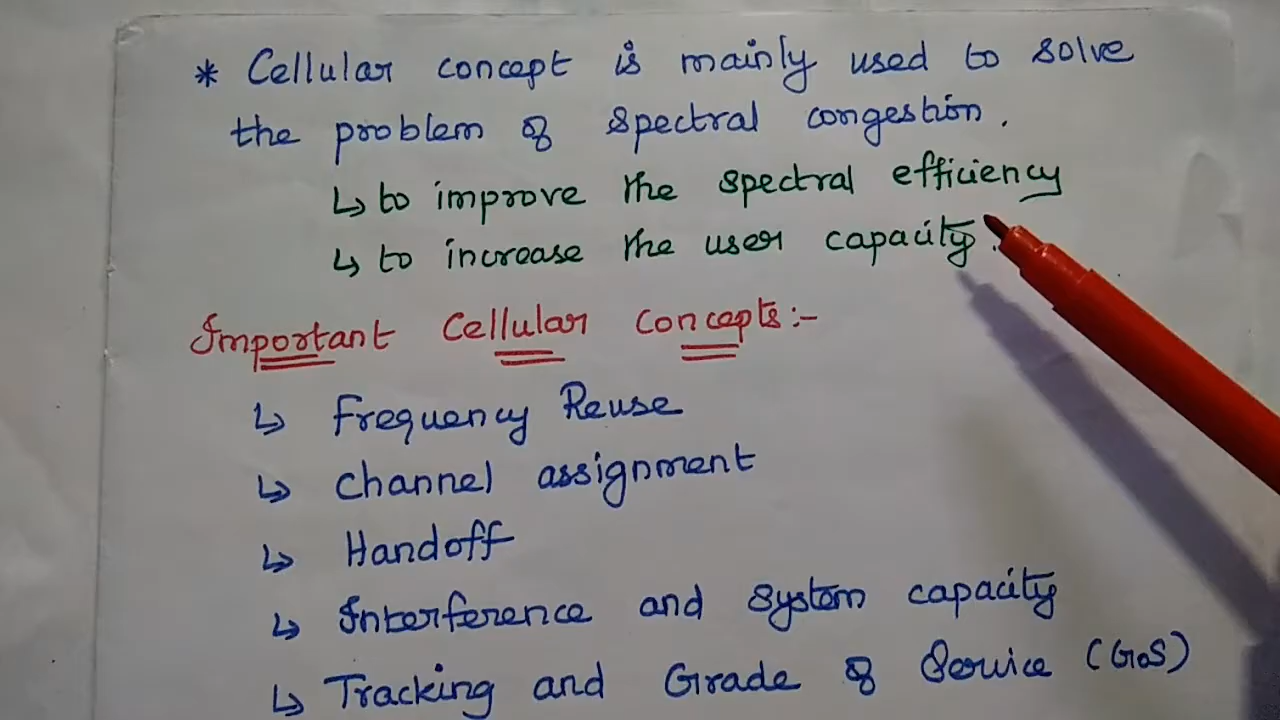 * Cellular concept is mainly used to solve
the problem of spectral congestion.
↳ to improve the spectral efficiency
↳ to increase the user capacity.
Important Cellular Concepts:-
↳ Frequency Reuse
↳ Channel assignment
↳ Handoff
↳ Interference and System capacity
↳ Tracking and Grade of Service (GoS)